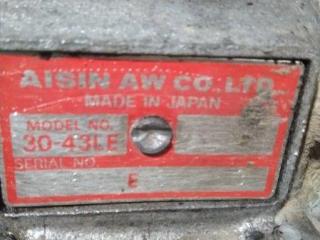 AISIN AW CO., LTD.
MADE IN JAPAN
MODEL NO.
30-43LE
SERIAL NO.
E